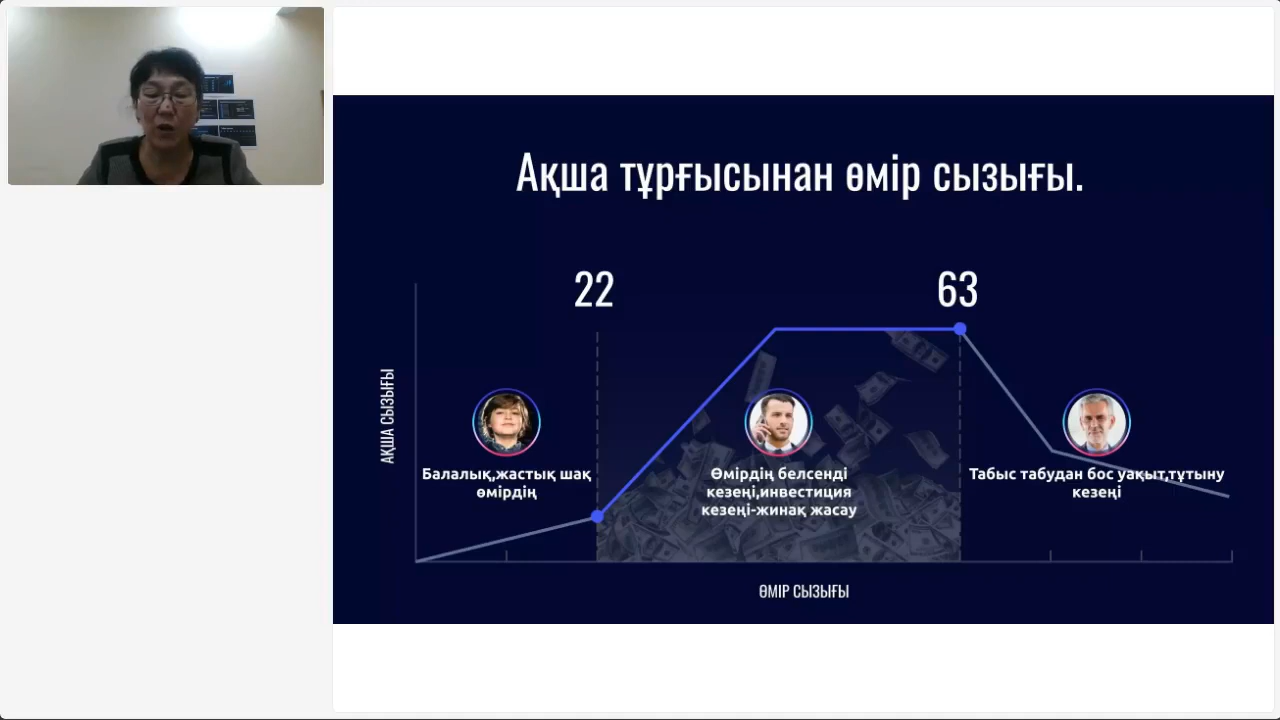 Ақша тұрғысынан өмір сызығы.
22
63
АҚША СЫЗЫҒЫ
Балалық,жастық шақ
өмірдің
Өмірдің белсенді
кезеңі,инвестиция
кезеңі-жинақ жасау
Табыс табудан бос уақыт,тұтыну
кезеңі
ӨМІР СЫЗЫҒЫ